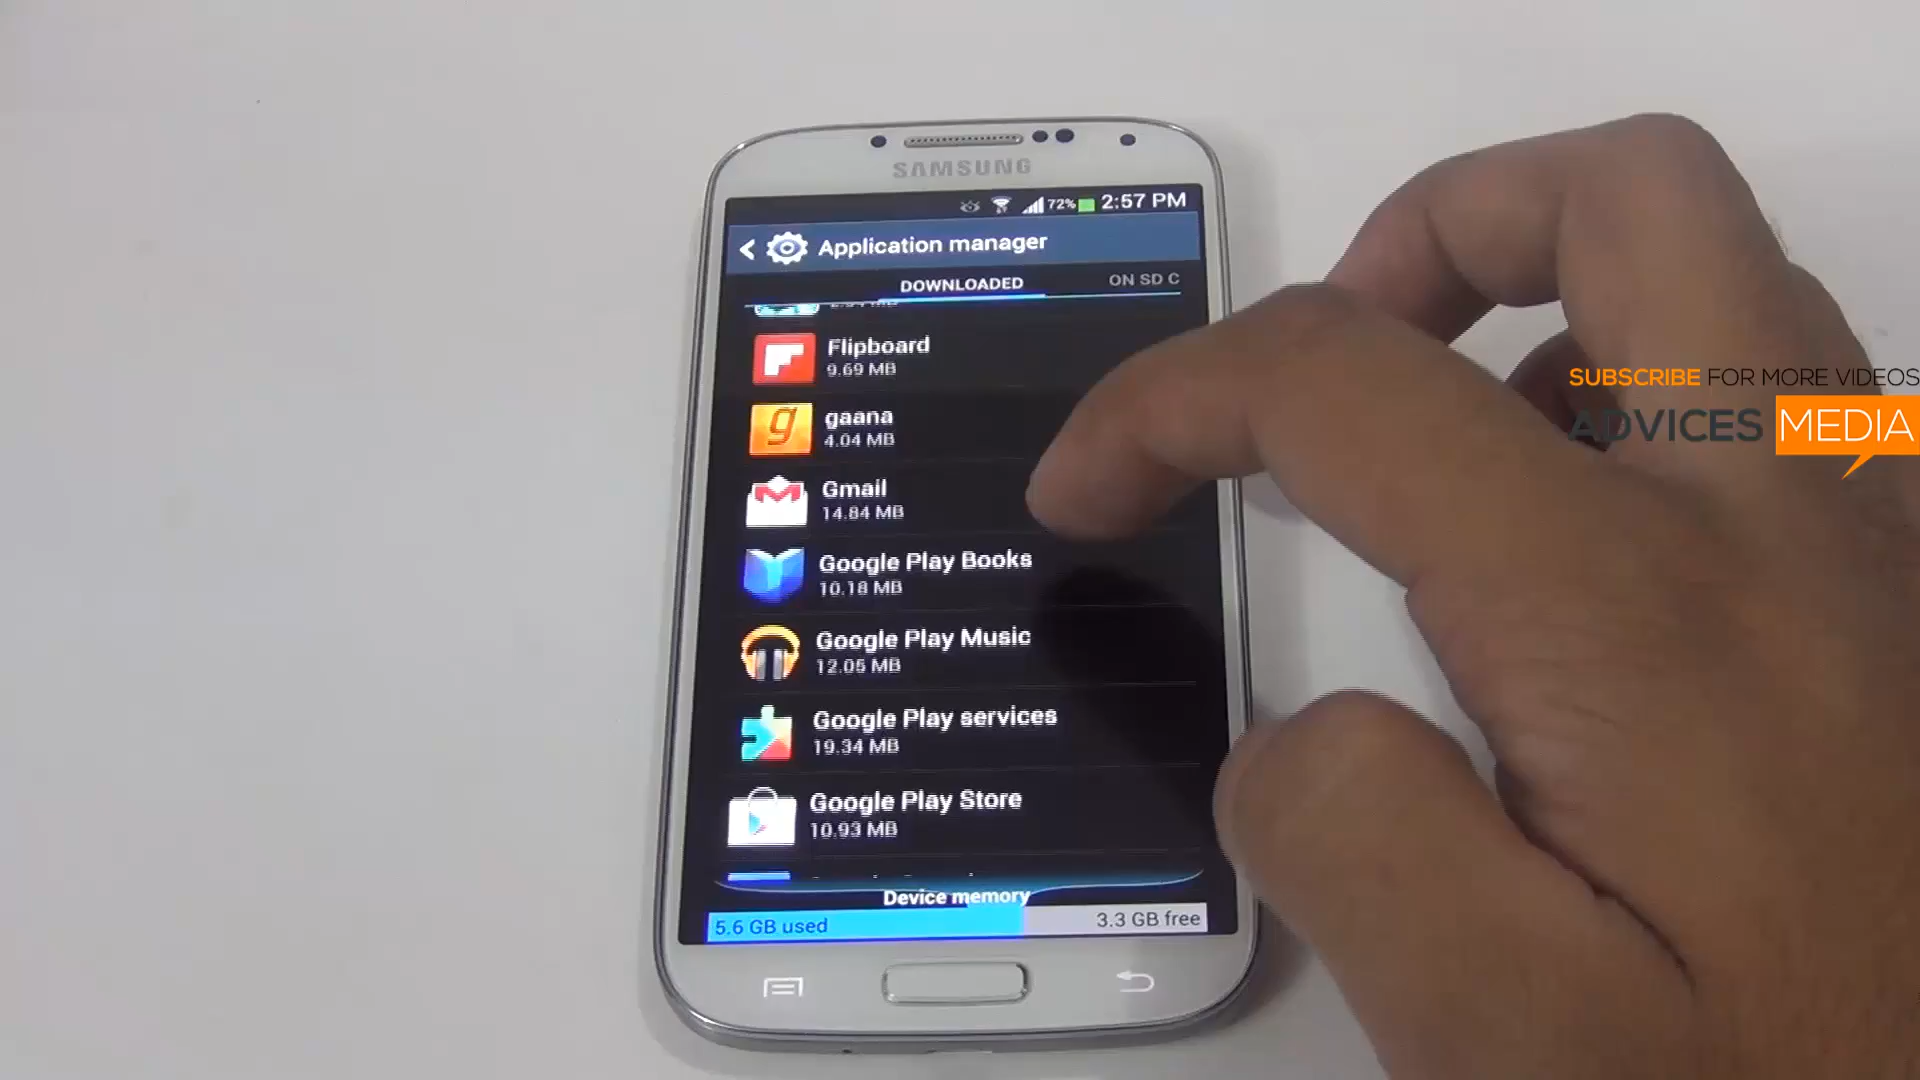 SAMSUNG
72% 2:57 PM
Application manager
DOWNLOADED
ON SD C
Flipboard
9.69 MB
gaana
4.04 MB
Gmail
14.84 MB
Google Play Books
10.18 MB
Google Play Music
12.05 MB
Google Play services
19.34 MB
Google Play Store
10.93 MB
Device memory
5.6 GB used
3.3 GB free
SUBSCRIBE FOR MORE VIDEOS
ADVICES MEDIA